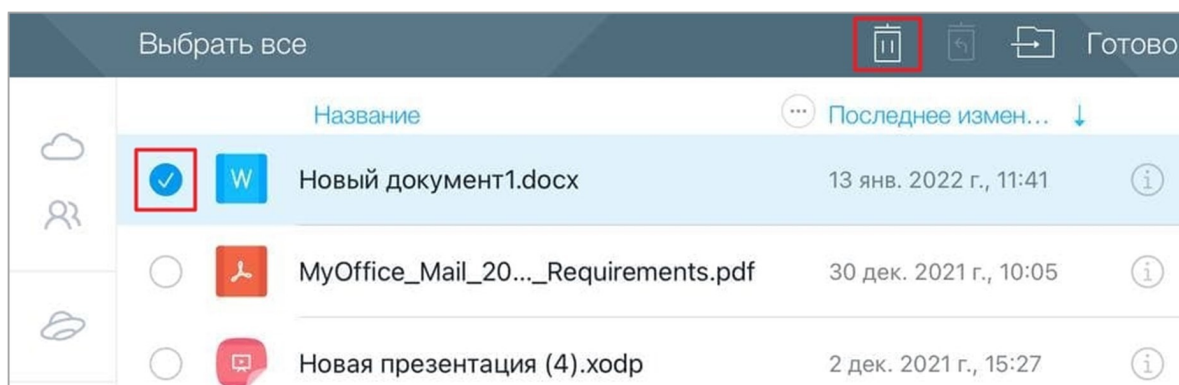 Выбрать все Готово
Название ... Последнее измен... ↓
W Новый документ1.docx 13 янв. 2022 г., 11:41 i
MyOffice_Mail_20..._Requirements.pdf 30 дек. 2021 г., 10:05 i
Новая презентация (4).xodp 2 дек. 2021 г., 15:27 i